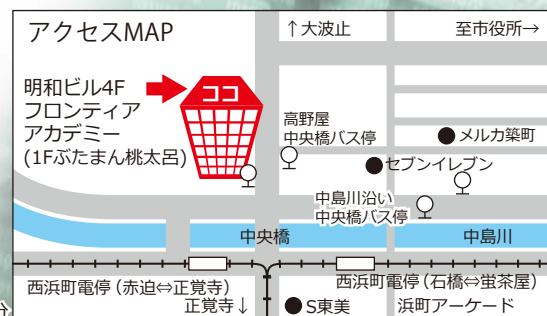 アクセスMAP
↑大波止
至市役所→
明和ビル4F
フロンティア
アカデミー
(1Fぶたまん桃太呂)
ココ
高野屋
中央橋バス停
メルカ築町
セブンイレブン
中島川沿い
中央橋バス停
中央橋
中島川
西浜町電停(赤迫⇔正覚寺)
西浜町電停(石橋⇔蛍茶屋)
正覚寺↓
S東美
浜町アーケード
分